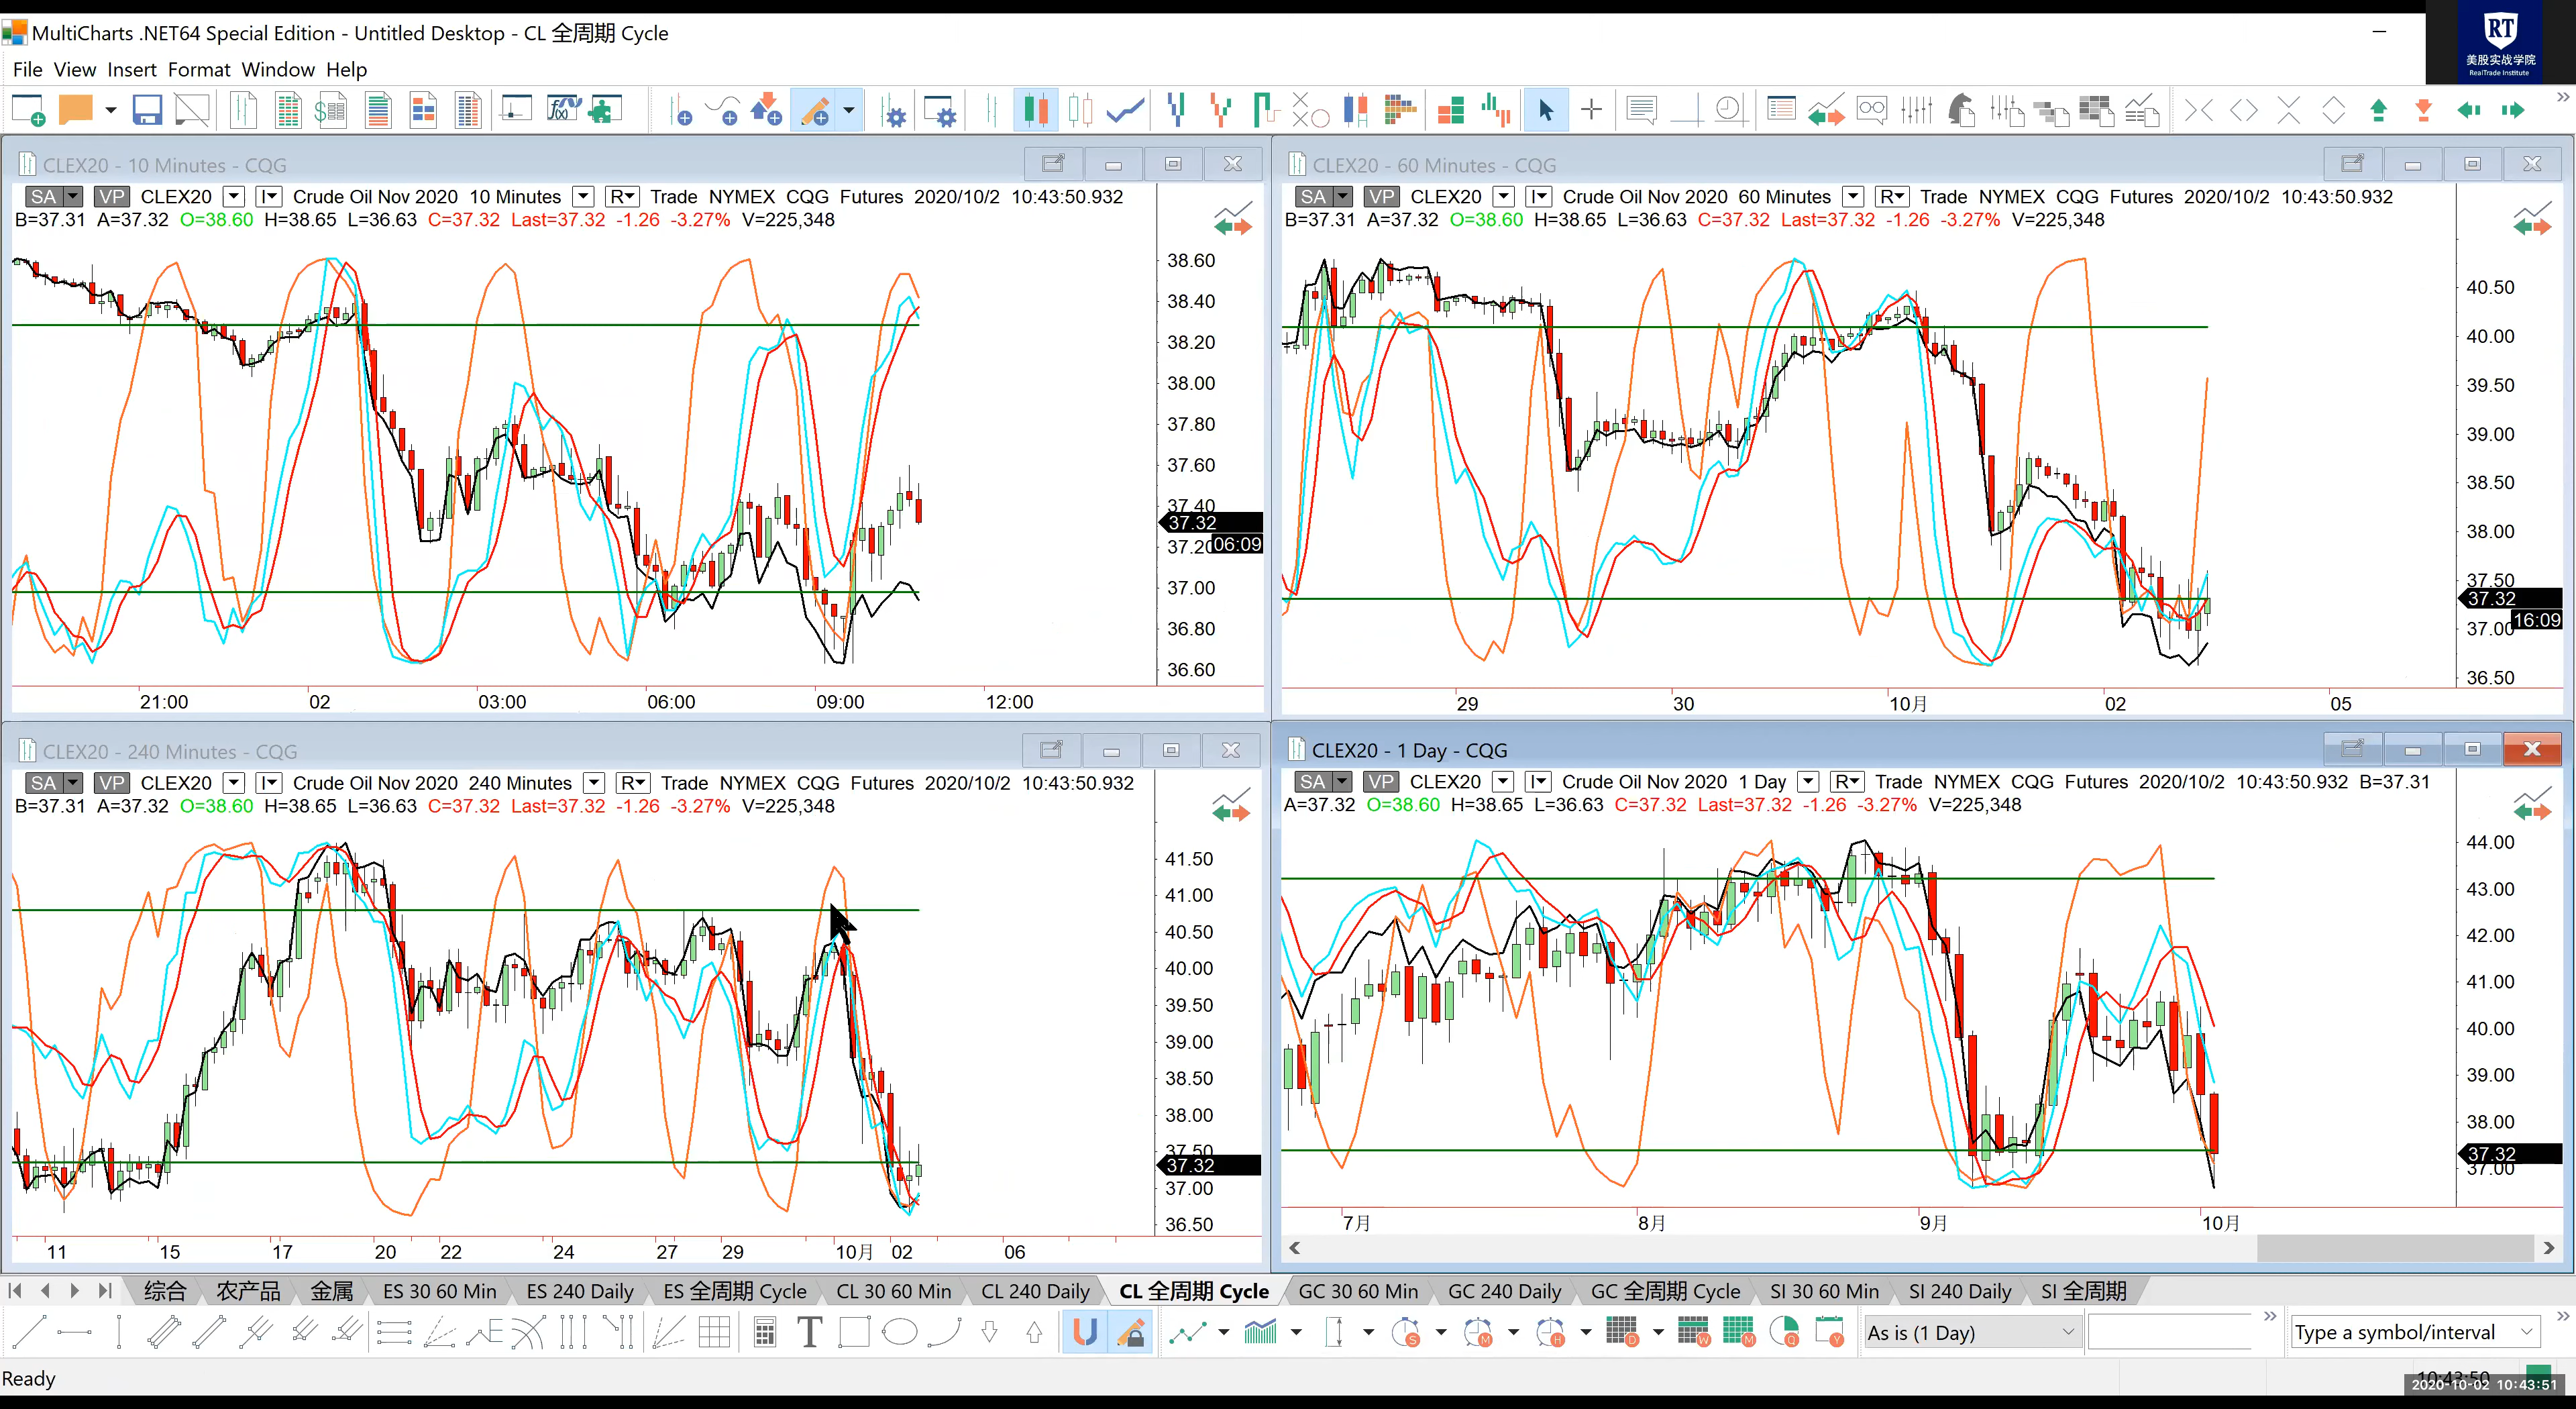 MultiCharts .NET64 Special Edition - Untitled Desktop - CL 全周期 Cycle
RT
美股实战学院
RealTrade Institute
File View Insert Format Window Help
CLEX20 - 10 Minutes - CQG
SA VP CLEX20 I Crude Oil Nov 2020 10 Minutes R Trade NYMEX CQG Futures 2020/10/2 10:43:50.932
B=37.31 A=37.32 O=38.60 H=38.65 L=36.63 C=37.32 Last=37.32 -1.26 -3.27% V=225,348
38.60
38.40
38.20
38.00
37.80
37.60
37.40
37.32
37.20
06:09
37.00
36.80
36.60
21:00 02 03:00 06:00 09:00 12:00
CLEX20 - 60 Minutes - CQG
SA VP CLEX20 I Crude Oil Nov 2020 60 Minutes R Trade NYMEX CQG Futures 2020/10/2 10:43:50.932
B=37.31 A=37.32 O=38.60 H=38.65 L=36.63 C=37.32 Last=37.32 -1.26 -3.27% V=225,348
40.50
40.00
39.50
39.00
38.50
38.00
37.50
37.32
37.00
16:09
36.50
29 30 10月 02 05
CLEX20 - 240 Minutes - CQG
SA VP CLEX20 I Crude Oil Nov 2020 240 Minutes R Trade NYMEX CQG Futures 2020/10/2 10:43:50.932
B=37.31 A=37.32 O=38.60 H=38.65 L=36.63 C=37.32 Last=37.32 -1.26 -3.27% V=225,348
41.50
41.00
40.50
40.00
39.50
39.00
38.50
38.00
37.50
37.32
37.00
36.50
11 15 17 20 22 24 27 29 10月 02 06
CLEX20 - 1 Day - CQG
SA VP CLEX20 I Crude Oil Nov 2020 1 Day R Trade NYMEX CQG Futures 2020/10/2 10:43:50.932 B=37.31
A=37.32 O=38.60 H=38.65 L=36.63 C=37.32 Last=37.32 -1.26 -3.27% V=225,348
44.00
43.00
42.00
41.00
40.00
39.00
38.00
37.32
37.00
7月 8月 9月 10月
综合 农产品 金属 ES 30 60 Min ES 240 Daily ES 全周期 Cycle CL 30 60 Min CL 240 Daily CL 全周期 Cycle GC 30 60 Min GC 240 Daily GC 全周期 Cycle SI 30 60 Min SI 240 Daily SI 全周期
As is (1 Day) Type a symbol/interval
Ready
10:43:50
2020-10-02 10:43:51